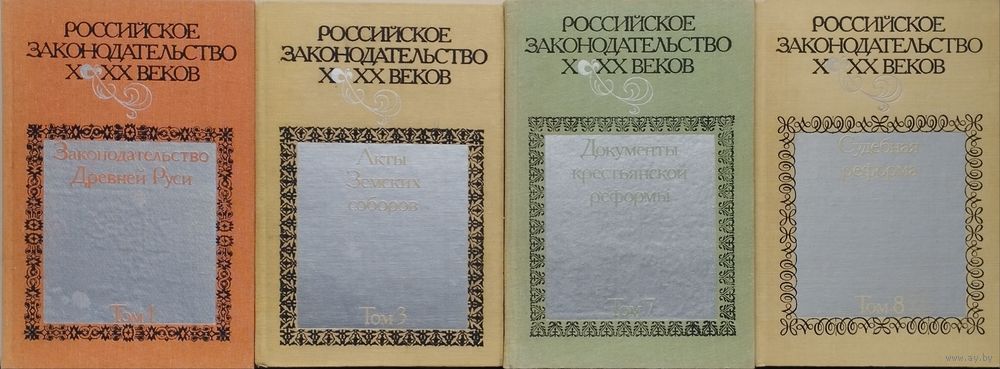 РОССИЙСКОЕ
ЗАКОНОДАТЕЛЬСТВО
X XX ВЕКОВ
Законодательство
Древней Руси
Том 1
РОССИЙСКОЕ
ЗАКОНОДАТЕЛЬСТВО
X XX ВЕКОВ
Акты
Земских
соборов
Том 3
РОССИЙСКОЕ
ЗАКОНОДАТЕЛЬСТВО
X XX ВЕКОВ
Документы
крестьянской
реформы
Том 7
РОССИЙСКОЕ
ЗАКОНОДАТЕЛЬСТВО
X XX ВЕКОВ
Судебная
реформа
Том 8
www.ay.by